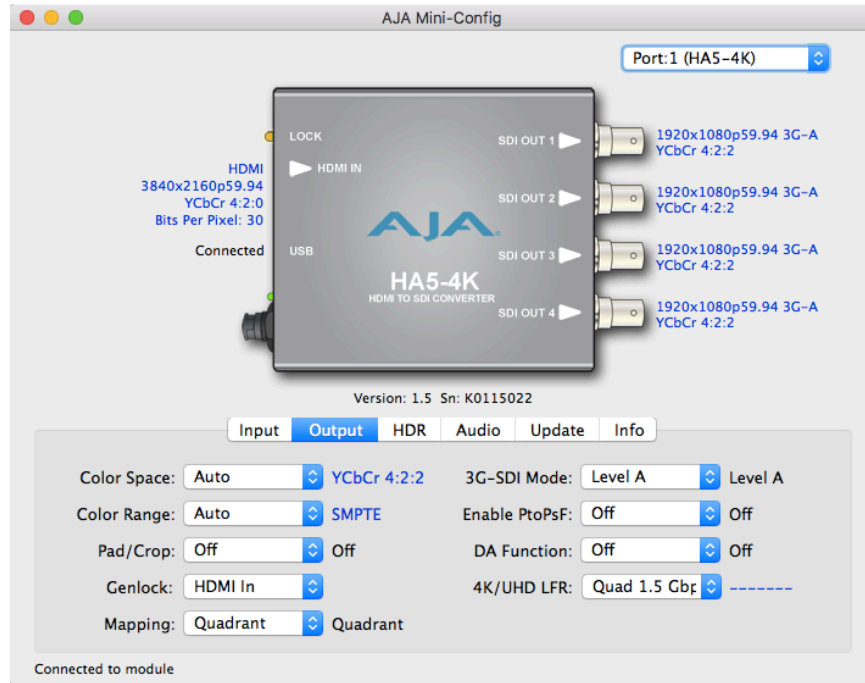 AJA Mini-Config
Port:1 (HA5-4K)
LOCK
HDMI IN
USB
HDMI
3840x2160p59.94
YCbCr 4:2:0
Bits Per Pixel: 30
Connected
AJA
HA5-4K
HDMI TO SDI CONVERTER
SDI OUT 1
SDI OUT 2
SDI OUT 3
SDI OUT 4
1920x1080p59.94 3G-A
YCbCr 4:2:2
1920x1080p59.94 3G-A
YCbCr 4:2:2
1920x1080p59.94 3G-A
YCbCr 4:2:2
1920x1080p59.94 3G-A
YCbCr 4:2:2
Version: 1.5 Sn: K0115022
Input Output HDR Audio Update Info
Color Space: Auto YCbCr 4:2:2
Color Range: Auto SMPTE
Pad/Crop: Off Off
Genlock: HDMI In
Mapping: Quadrant Quadrant
3G-SDI Mode: Level A Level A
Enable PtoPsF: Off Off
DA Function: Off Off
4K/UHD LFR: Quad 1.5 Gbp -------
Connected to module